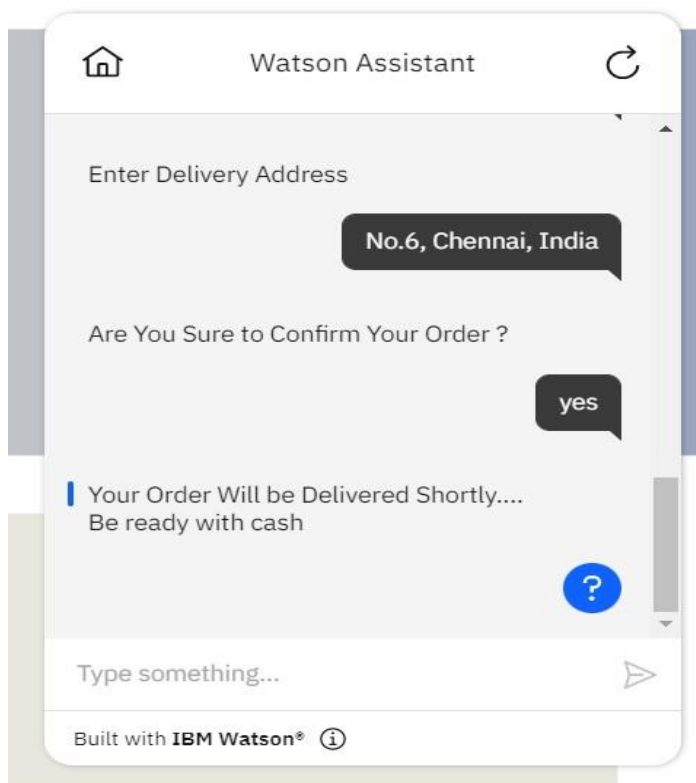 Watson Assistant
Enter Delivery Address
No.6, Chennai, India
Are You Sure to Confirm Your Order ?
yes
Your Order Will be Delivered Shortly....
Be ready with cash
?
Type something...
Built with IBM Watson®